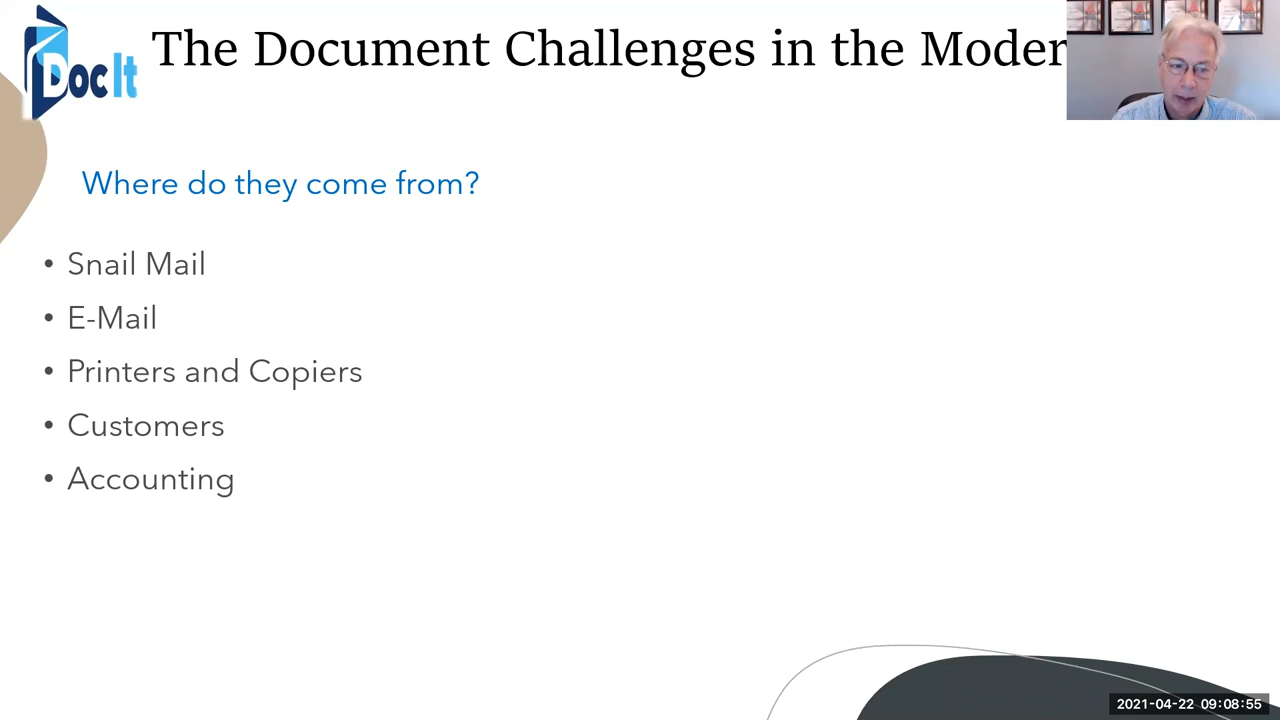 Doc It
The Document Challenges in the Moder
Where do they come from?
• Snail Mail
• E-Mail
• Printers and Copiers
• Customers
• Accounting
2021-04-22 09:08:55